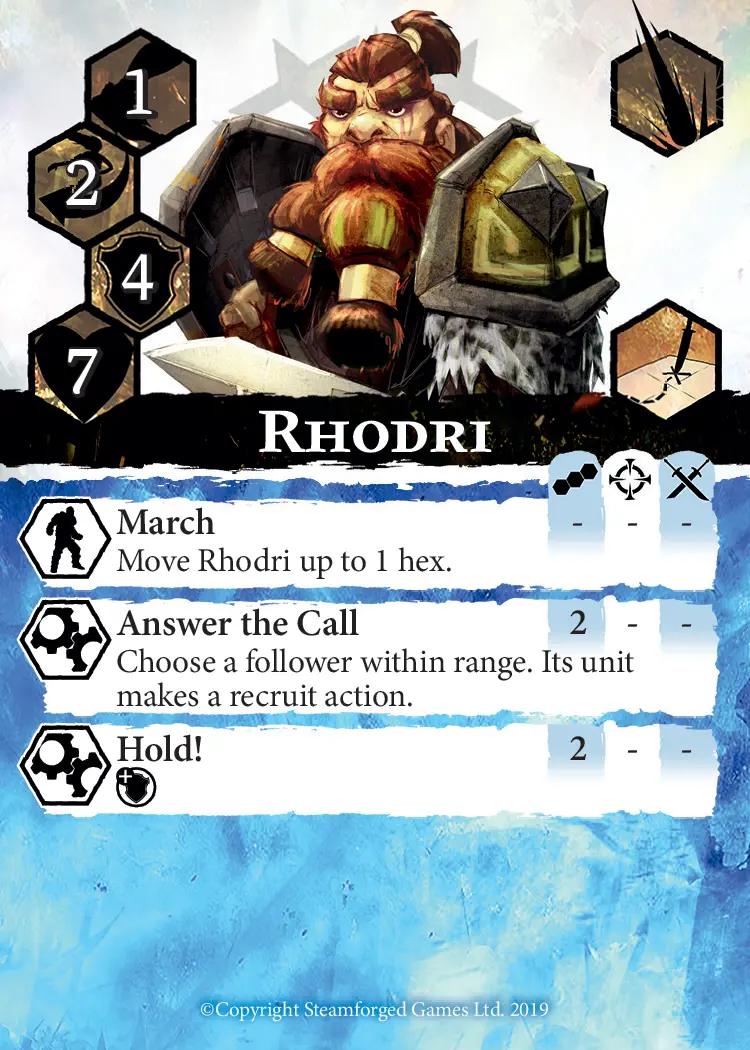 1
2
4
7
RHODRI
March - - -
Move Rhodri up to 1 hex.
Answer the Call 2 - -
Choose a follower within range. Its unit
makes a recruit action.
Hold! 2 - -
+
©Copyright Steamforged Games Ltd. 2019